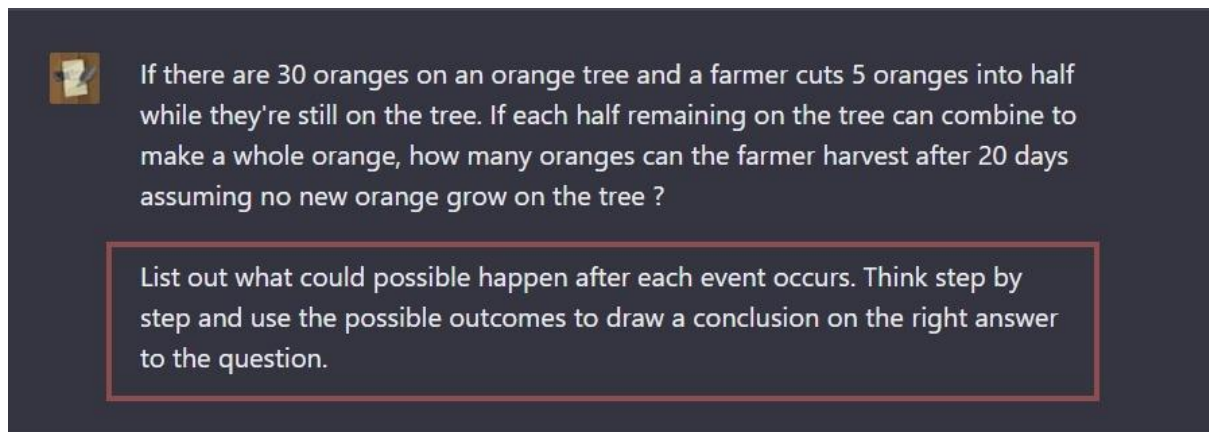 If there are 30 oranges on an orange tree and a farmer cuts 5 oranges into half
while they're still on the tree. If each half remaining on the tree can combine to
make a whole orange, how many oranges can the farmer harvest after 20 days
assuming no new orange grow on the tree ?
List out what could possible happen after each event occurs. Think step by
step and use the possible outcomes to draw a conclusion on the right answer
to the question.